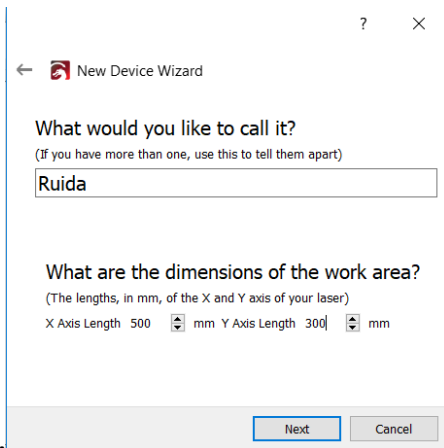 New Device Wizard
What would you like to call it?
(If you have more than one, use this to tell them apart)
Ruida
What are the dimensions of the work area?
(The lengths, in mm, of the X and Y axis of your laser)
X Axis Length 500 mm Y Axis Length 300 mm
Next Cancel